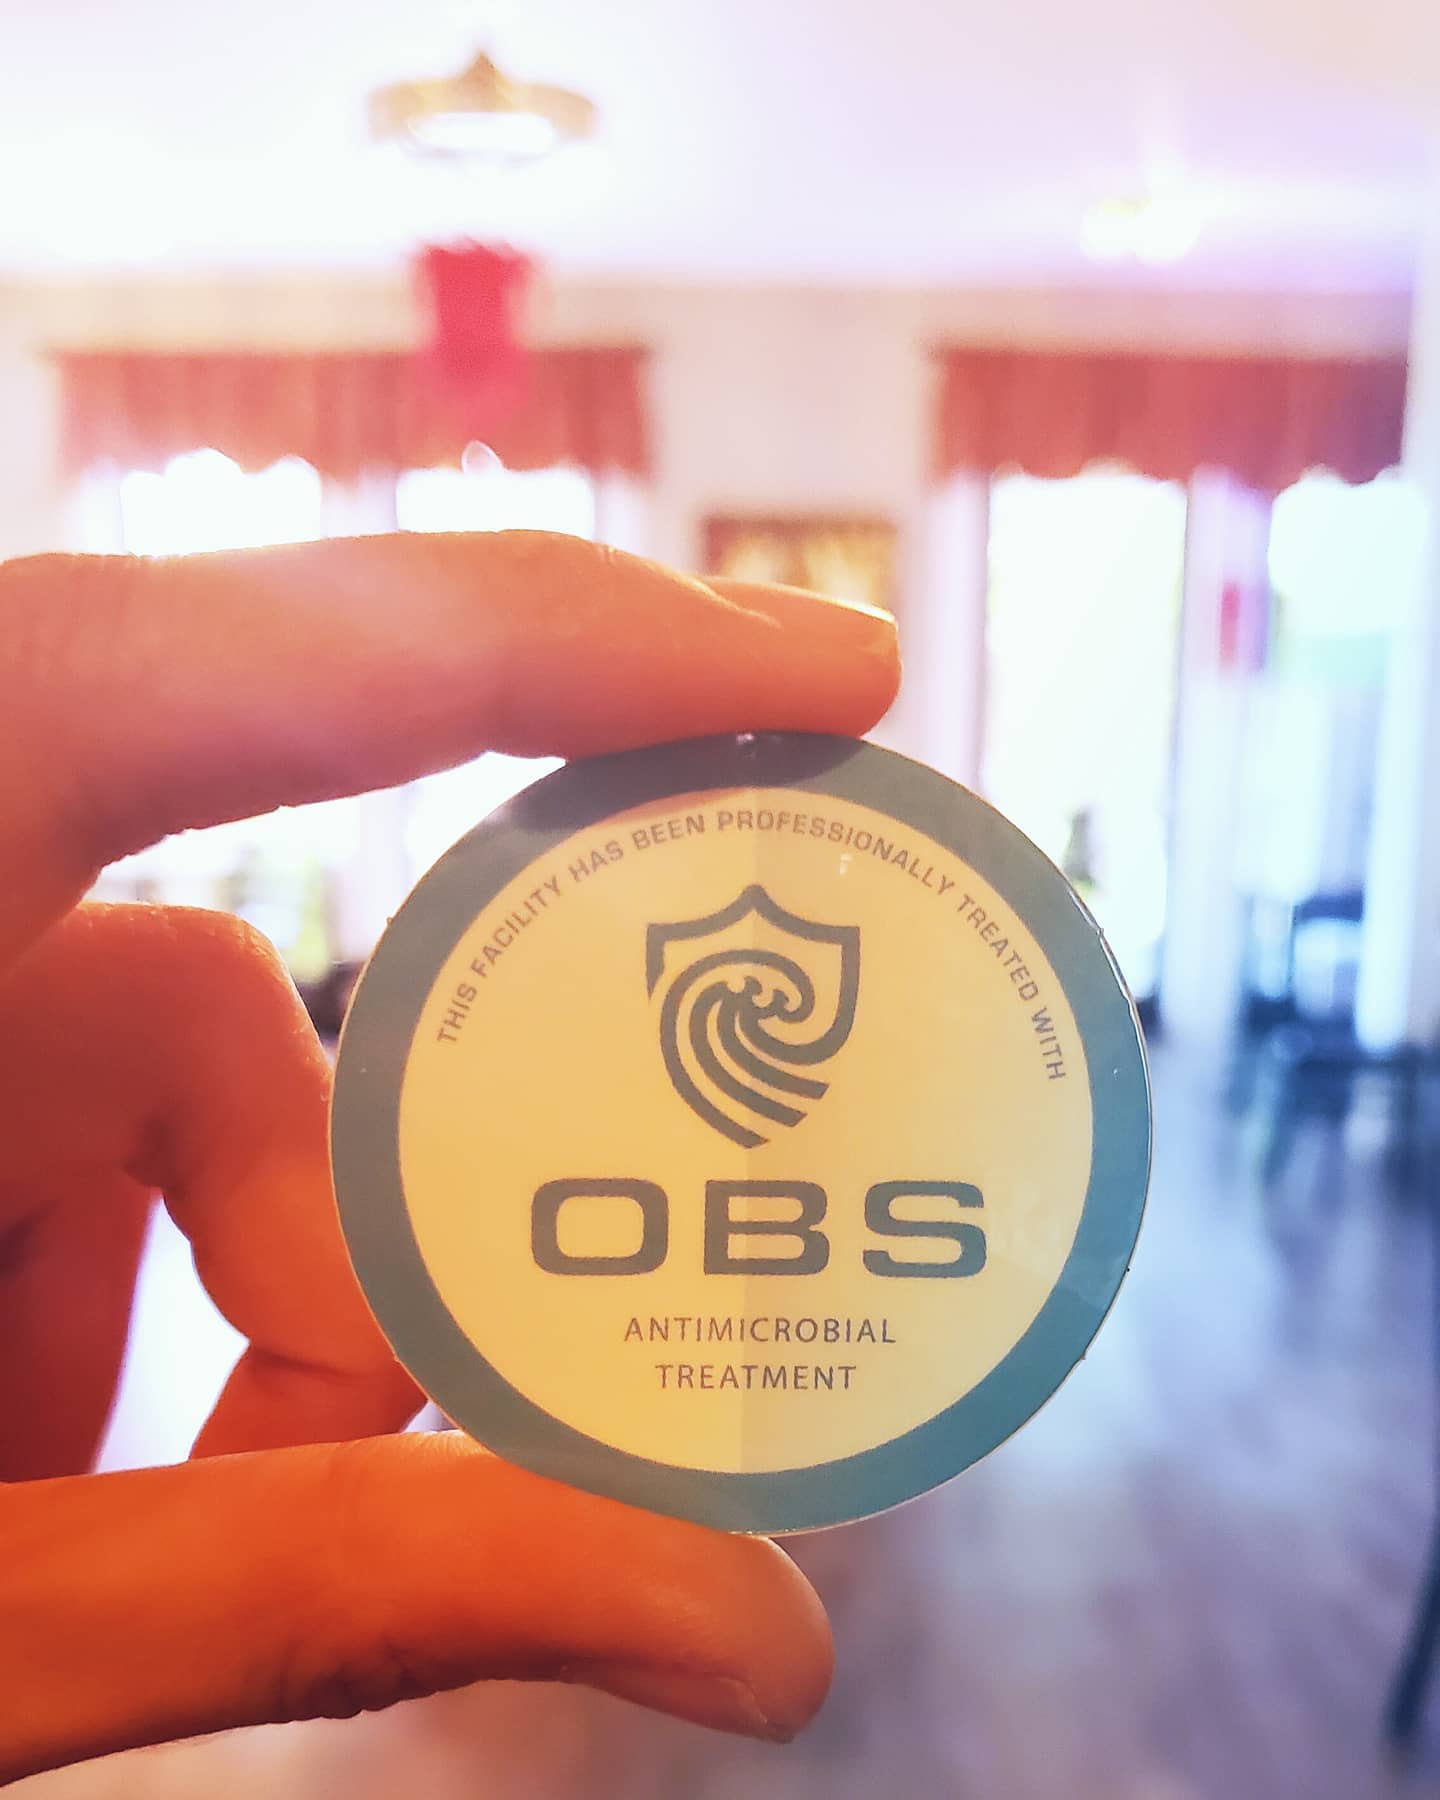 THIS FACILITY HAS BEEN PROFESSIONALLY TREATED WITH
OBS
ANTIMICROBIAL
TREATMENT